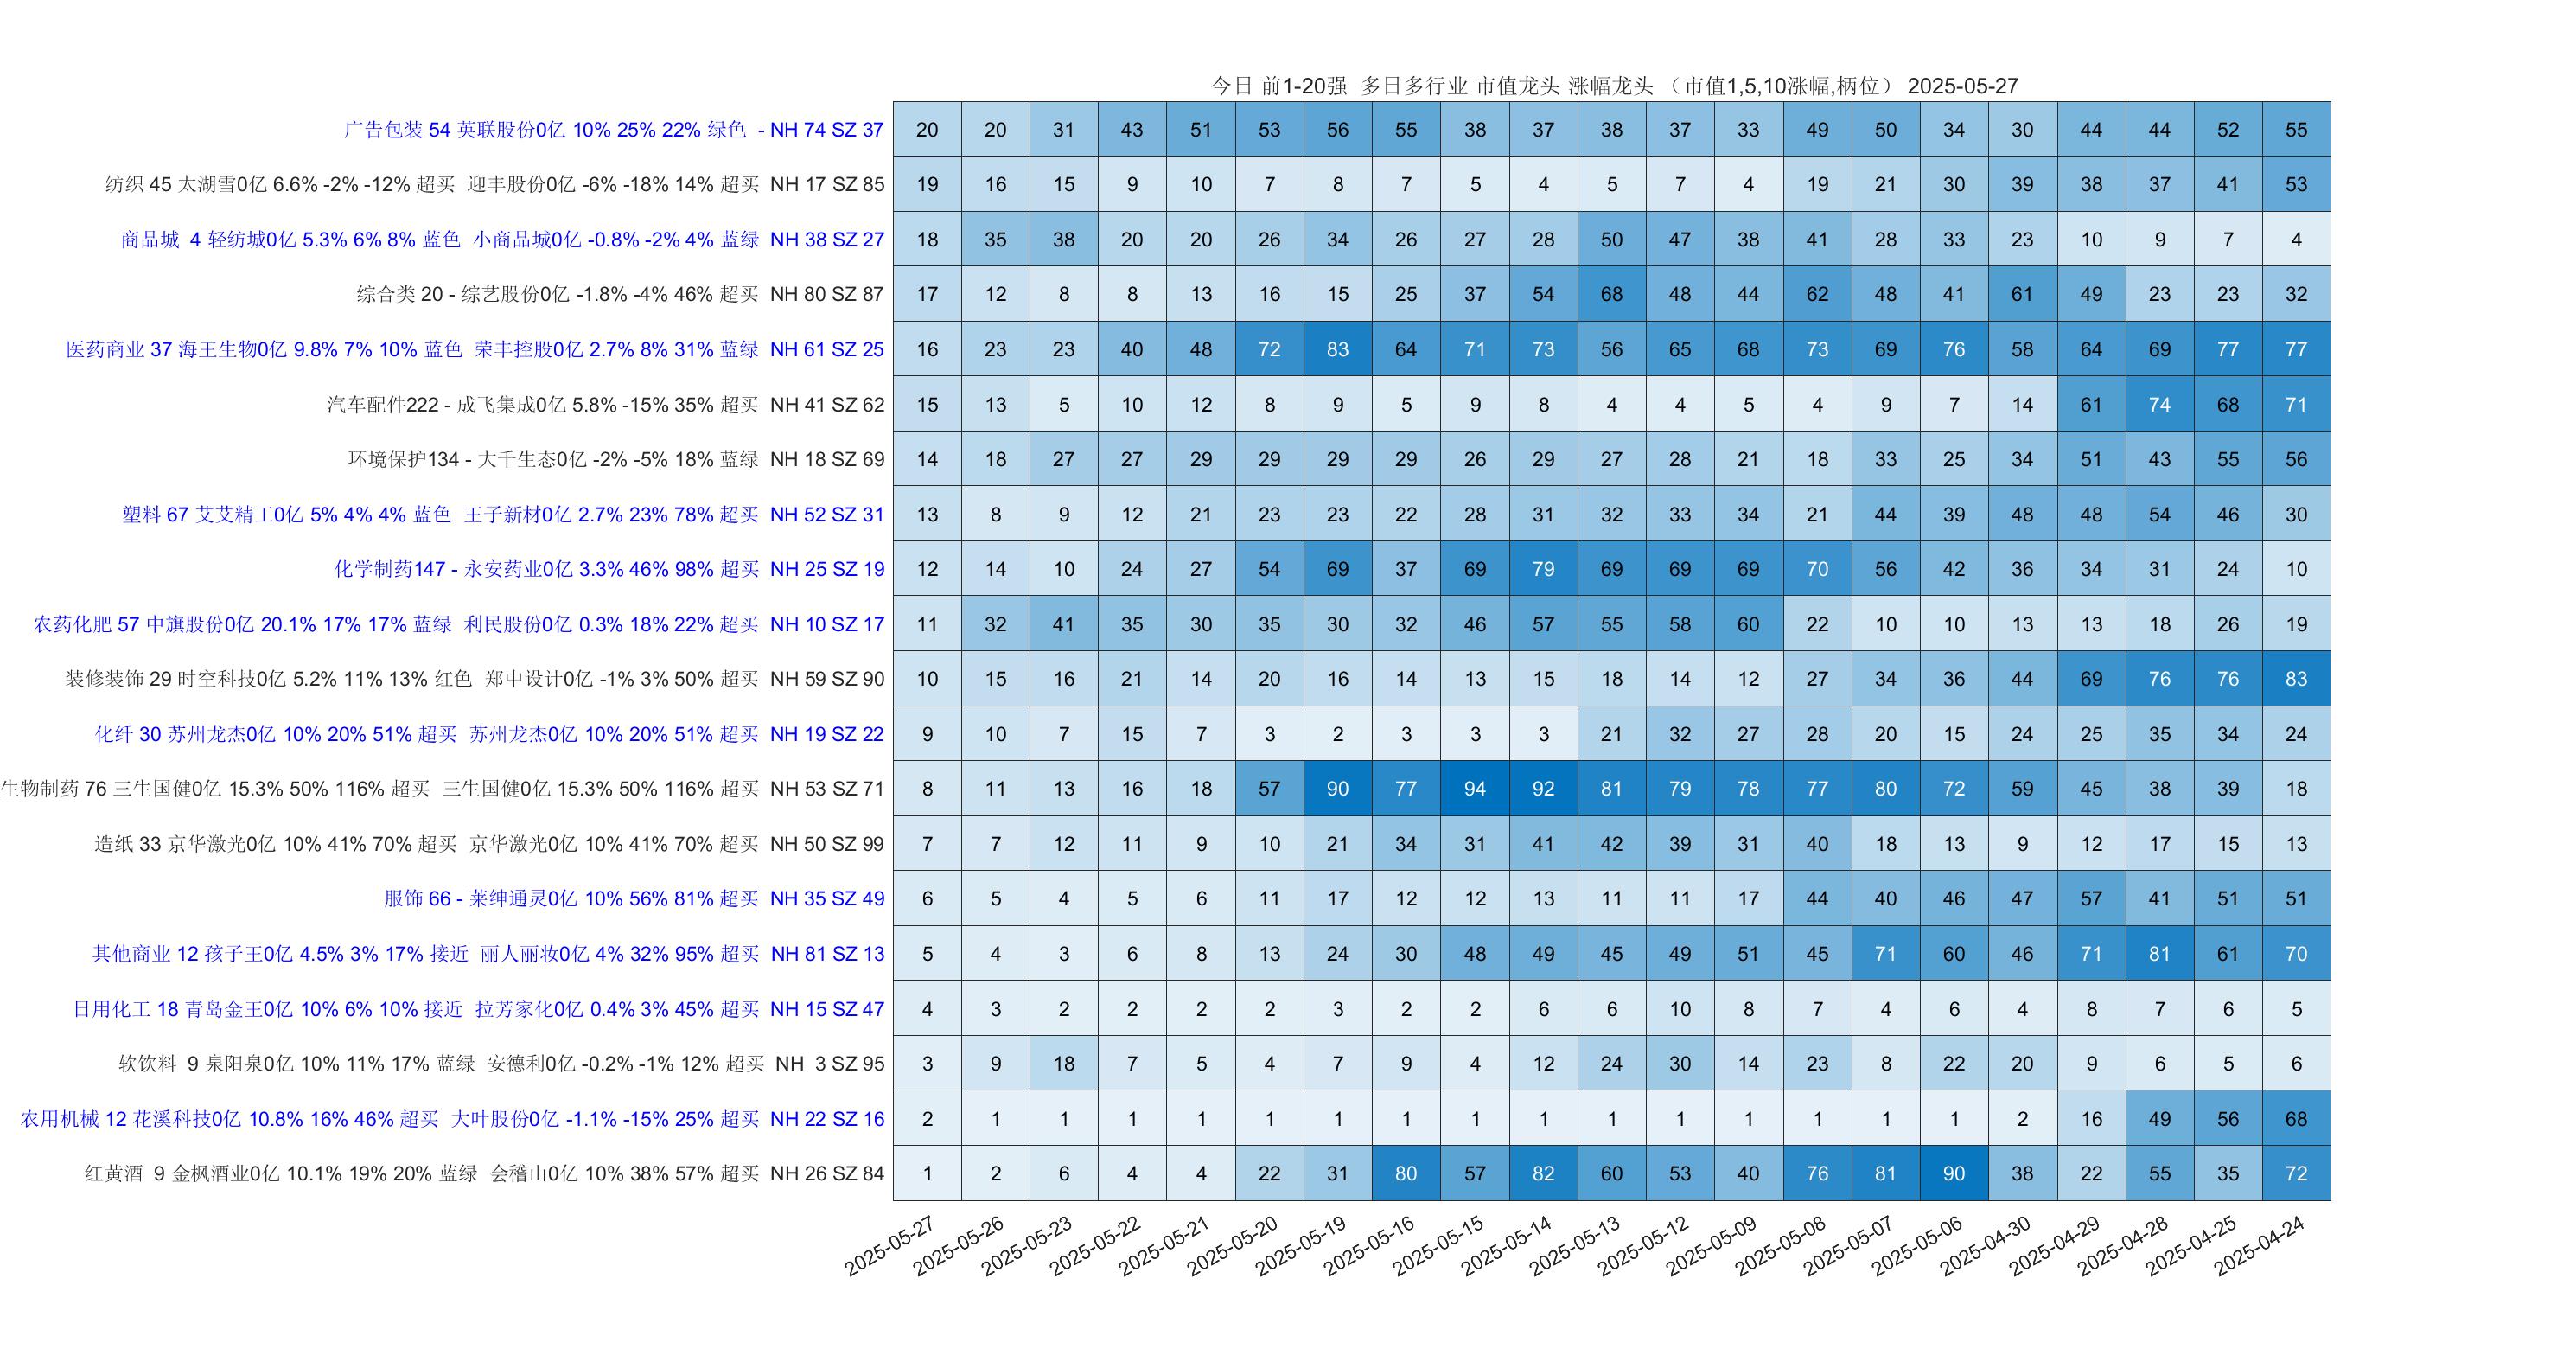 今日 前1-20强  多日多行业 市值龙头 涨幅龙头 （市值1,5,10涨幅,柄位） 2025-05-27
广告包装 54 英联股份0亿 10% 25% 22% 绿色  - NH 74 SZ 37 20 20 31 43 51 53 56 55 38 37 38 37 33 49 50 34 30 44 44 52 55
纺织 45 太湖雪0亿 6.6% -2% -12% 超买  迎丰股份0亿 -6% -18% 14% 超买  NH 17 SZ 85 19 16 15 9 10 7 8 7 5 4 5 7 4 19 21 30 39 38 37 41 53
商品城  4 轻纺城0亿 5.3% 6% 8% 蓝色  小商品城0亿 -0.8% -2% 4% 蓝绿  NH 38 SZ 27 18 35 38 20 20 26 34 26 27 28 50 47 38 41 28 33 23 10 9 7 4
综合类 20 - 综艺股份0亿 -1.8% -4% 46% 超买  NH 80 SZ 87 17 12 8 8 13 16 15 25 37 54 68 48 44 62 48 41 61 49 23 23 32
医药商业 37 海王生物0亿 9.8% 7% 10% 蓝色  荣丰控股0亿 2.7% 8% 31% 蓝绿  NH 61 SZ 25 16 23 23 40 48 72 83 64 71 73 56 65 68 73 69 76 58 64 69 77 77
汽车配件222 - 成飞集成0亿 5.8% -15% 35% 超买  NH 41 SZ 62 15 13 5 10 12 8 9 5 9 8 4 4 5 4 9 7 14 61 74 68 71
环境保护134 - 大千生态0亿 -2% -5% 18% 蓝绿  NH 18 SZ 69 14 18 27 27 29 29 29 29 26 29 27 28 21 18 33 25 34 51 43 55 56
塑料 67 艾艾精工0亿 5% 4% 4% 蓝色  王子新材0亿 2.7% 23% 78% 超买  NH 52 SZ 31 13 8 9 12 21 23 23 22 28 31 32 33 34 21 44 39 48 48 54 46 30
化学制药147 - 永安药业0亿 3.3% 46% 98% 超买  NH 25 SZ 19 12 14 10 24 27 54 69 37 69 79 69 69 69 70 56 42 36 34 31 24 10
农药化肥 57 中旗股份0亿 20.1% 17% 17% 蓝绿  利民股份0亿 0.3% 18% 22% 超买  NH 10 SZ 17 11 32 41 35 30 35 30 32 46 57 55 58 60 22 10 10 13 13 18 26 19
装修装饰 29 时空科技0亿 5.2% 11% 13% 红色  郑中设计0亿 -1% 3% 50% 超买  NH 59 SZ 90 10 15 16 21 14 20 16 14 13 15 18 14 12 27 34 36 44 69 76 76 83
化纤 30 苏州龙杰0亿 10% 20% 51% 超买  苏州龙杰0亿 10% 20% 51% 超买  NH 19 SZ 22 9 10 7 15 7 3 2 3 3 3 21 32 27 28 20 15 24 25 35 34 24
生物制药 76 三生国健0亿 15.3% 50% 116% 超买  三生国健0亿 15.3% 50% 116% 超买  NH 53 SZ 71 8 11 13 16 18 57 90 77 94 92 81 79 78 77 80 72 59 45 38 39 18
造纸 33 京华激光0亿 10% 41% 70% 超买  京华激光0亿 10% 41% 70% 超买  NH 50 SZ 99 7 7 12 11 9 10 21 34 31 41 42 39 31 40 18 13 9 12 17 15 13
服饰 66 - 莱绅通灵0亿 10% 56% 81% 超买  NH 35 SZ 49 6 5 4 5 6 11 17 12 12 13 11 11 17 44 40 46 47 57 41 51 51
其他商业 12 孩子王0亿 4.5% 3% 17% 接近  丽人丽妆0亿 4% 32% 95% 超买  NH 81 SZ 13 5 4 3 6 8 13 24 30 48 49 45 49 51 45 71 60 46 71 81 61 70
日用化工 18 青岛金王0亿 10% 6% 10% 接近  拉芳家化0亿 0.4% 3% 45% 超买  NH 15 SZ 47 4 3 2 2 2 2 3 2 2 6 6 10 8 7 4 6 4 8 7 6 5
软饮料  9 泉阳泉0亿 10% 11% 17% 蓝绿  安德利0亿 -0.2% -1% 12% 超买  NH  3 SZ 95 3 9 18 7 5 4 7 9 4 12 24 30 14 23 8 22 20 9 6 5 6
农用机械 12 花溪科技0亿 10.8% 16% 46% 超买  大叶股份0亿 -1.1% -15% 25% 超买  NH 22 SZ 16 2 1 1 1 1 1 1 1 1 1 1 1 1 1 1 1 2 16 49 56 68
红黄酒  9 金枫酒业0亿 10.1% 19% 20% 蓝绿  会稽山0亿 10% 38% 57% 超买  NH 26 SZ 84 1 2 6 4 4 22 31 80 57 82 60 53 40 76 81 90 38 22 55 35 72
2025-05-27 2025-05-26 2025-05-23 2025-05-22 2025-05-21 2025-05-20 2025-05-19 2025-05-16 2025-05-15 2025-05-14 2025-05-13 2025-05-12 2025-05-09 2025-05-08 2025-05-07 2025-05-06 2025-04-30 2025-04-29 2025-04-28 2025-04-25 2025-04-24